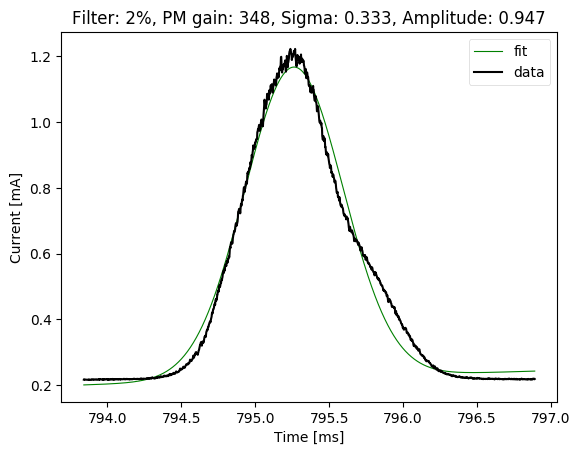 Filter: 2%, PM gain: 348, Sigma: 0.333, Amplitude: 0.947
fit
data
1.2
1.0
0.8
0.6
0.4
0.2
Current [mA]
794.0 794.5 795.0 795.5 796.0 796.5 797.0
Time [ms]